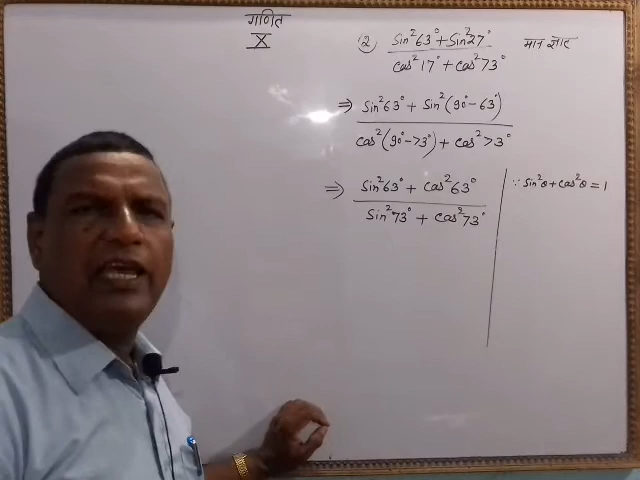 गणित
X
(2) (Sin²63° + Sin²27°) / (Cos²17° + Cos²73°) मान ज्ञात
⇒ (Sin²63° + Sin²(90° - 63°)) / (Cos²(90° - 73°) + Cos²73°)
⇒ (Sin²63° + Cos²63°) / (Sin²73° + Cos²73°) ∵ Sin²θ + Cos²θ = 1